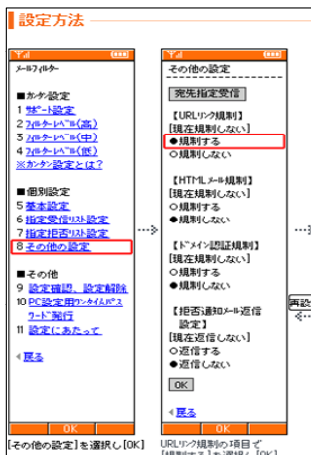 設定方法
メールフィルター
■カンタン設定
1 サポート設定
2 フィルターレベル(高)
3 フィルターレベル(中)
4 フィルターレベル(低)
※カンタン設定とは？
■個別設定
5 基本設定
6 指定受信リスト設定
7 指定拒否リスト設定
8 その他の設定
■その他
9 設定確認、設定解除
10 PC設定用ワンタイムパス
ワード発行
11 設定にあたって
戻る
OK
[その他の設定]を選択し[OK]
その他の設定
宛先指定受信
【URLリンク規制】
[現在規制しない]
●規制する
○規制しない
【HTMLメール規制】
[現在規制しない]
○規制する
●規制しない
【ドメイン認証規制】
[現在規制しない]
○規制する
●規制しない
【拒否通知メール返信
設定】
[現在返信しない]
○返信する
●返信しない
OK
戻る
OK
URLリンク規制の項目で
[規制する]を選択し[OK]
再設